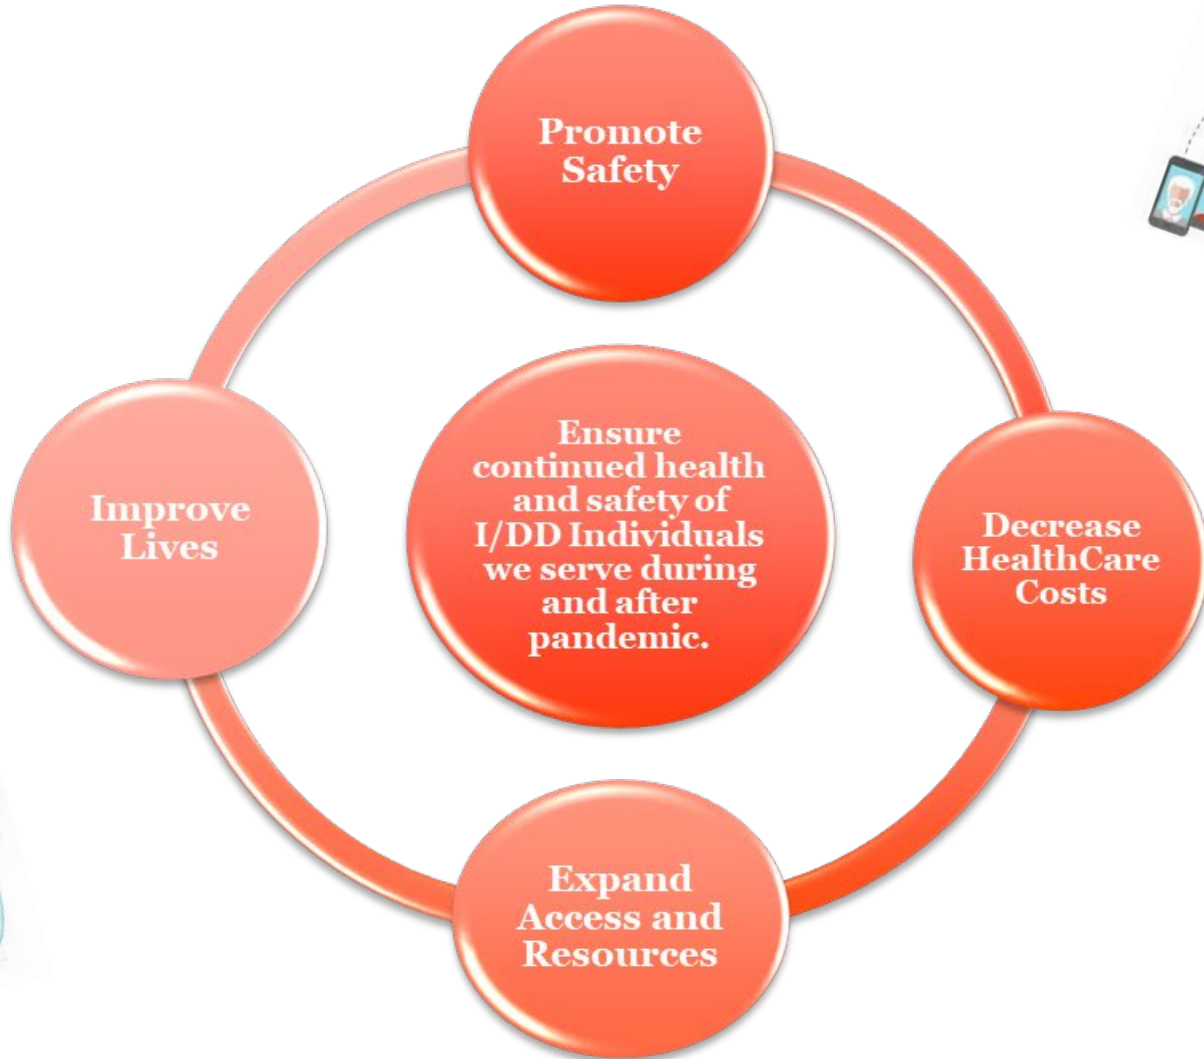 Promote
Safety
Ensure
continued health
and safety of
I/DD Individuals
we serve during
and after
pandemic.
Improve
Lives
Decrease
HealthCare
Costs
Expand
Access and
Resources